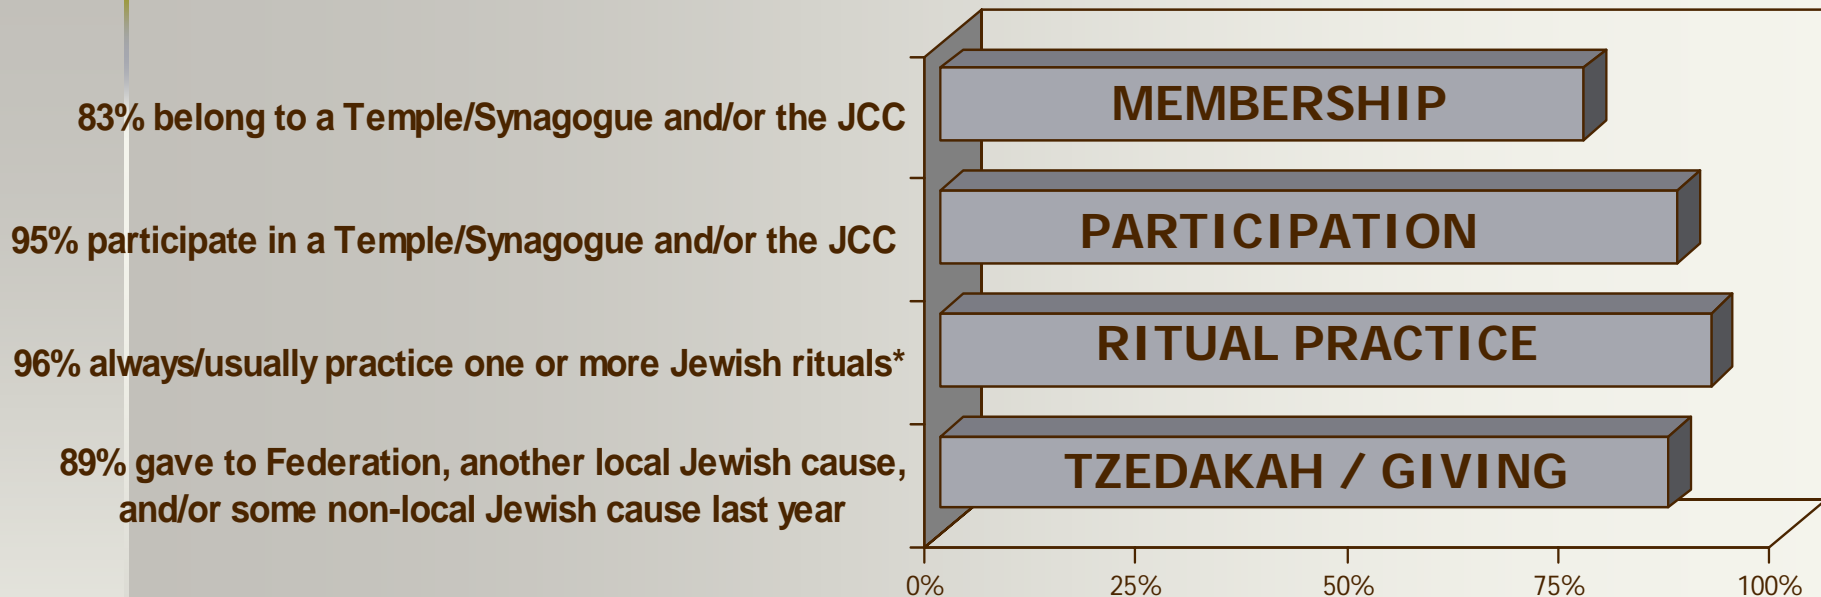 83% belong to a Temple/Synagogue and/or the JCC
MEMBERSHIP
95% participate in a Temple/Synagogue and/or the JCC
PARTICIPATION
96% always/usually practice one or more Jewish rituals*
RITUAL PRACTICE
89% gave to Federation, another local Jewish cause,
and/or some non-local Jewish cause last year
TZEDAKAH / GIVING
0% 25% 50% 75% 100%